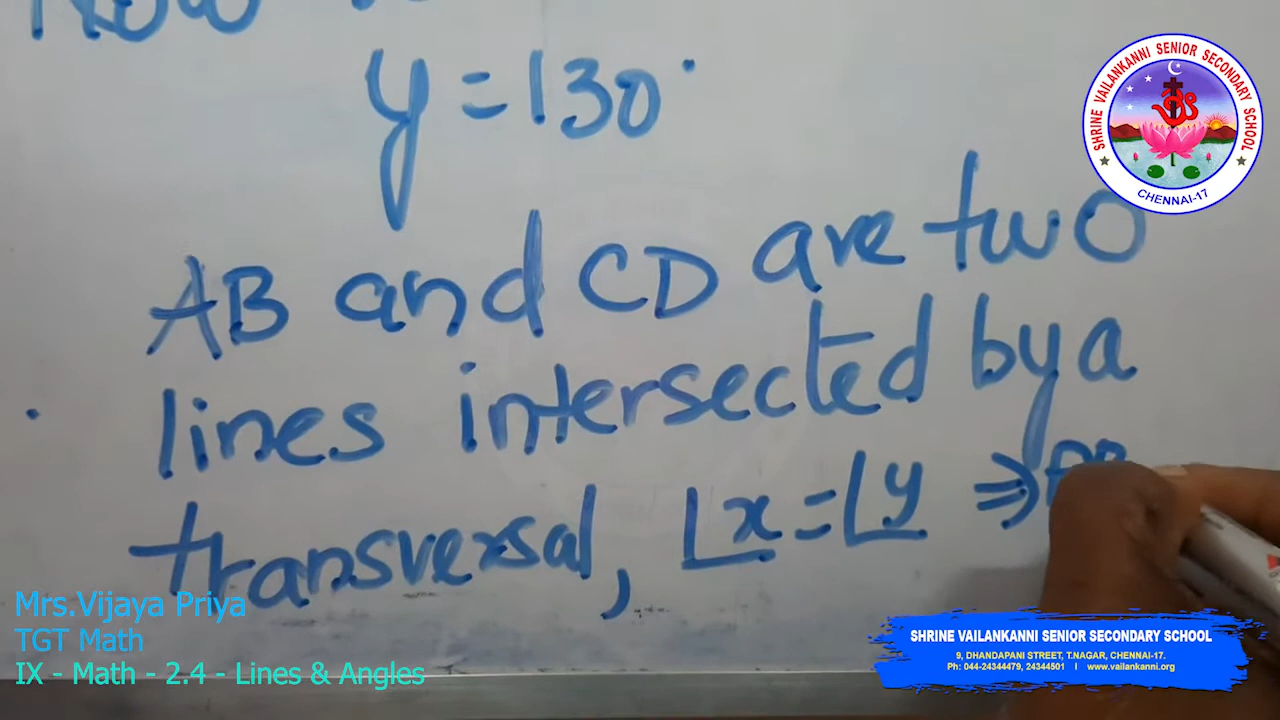 y = 130°
AB and CD are two
lines intersected by a
transversal, ∠x = ∠y ⇒ AB
SHRINE VAILANKANNI SENIOR SECONDARY SCHOOL
CHENNAI-17
Mrs.Vijaya Priya
TGT Math
IX - Math - 2.4 - Lines & Angles
SHRINE VAILANKANNI SENIOR SECONDARY SCHOOL
9, DHANDAPANI STREET, T.NAGAR, CHENNAI-17.
Ph: 044-24344479, 24344501 I www.vailankanni.org